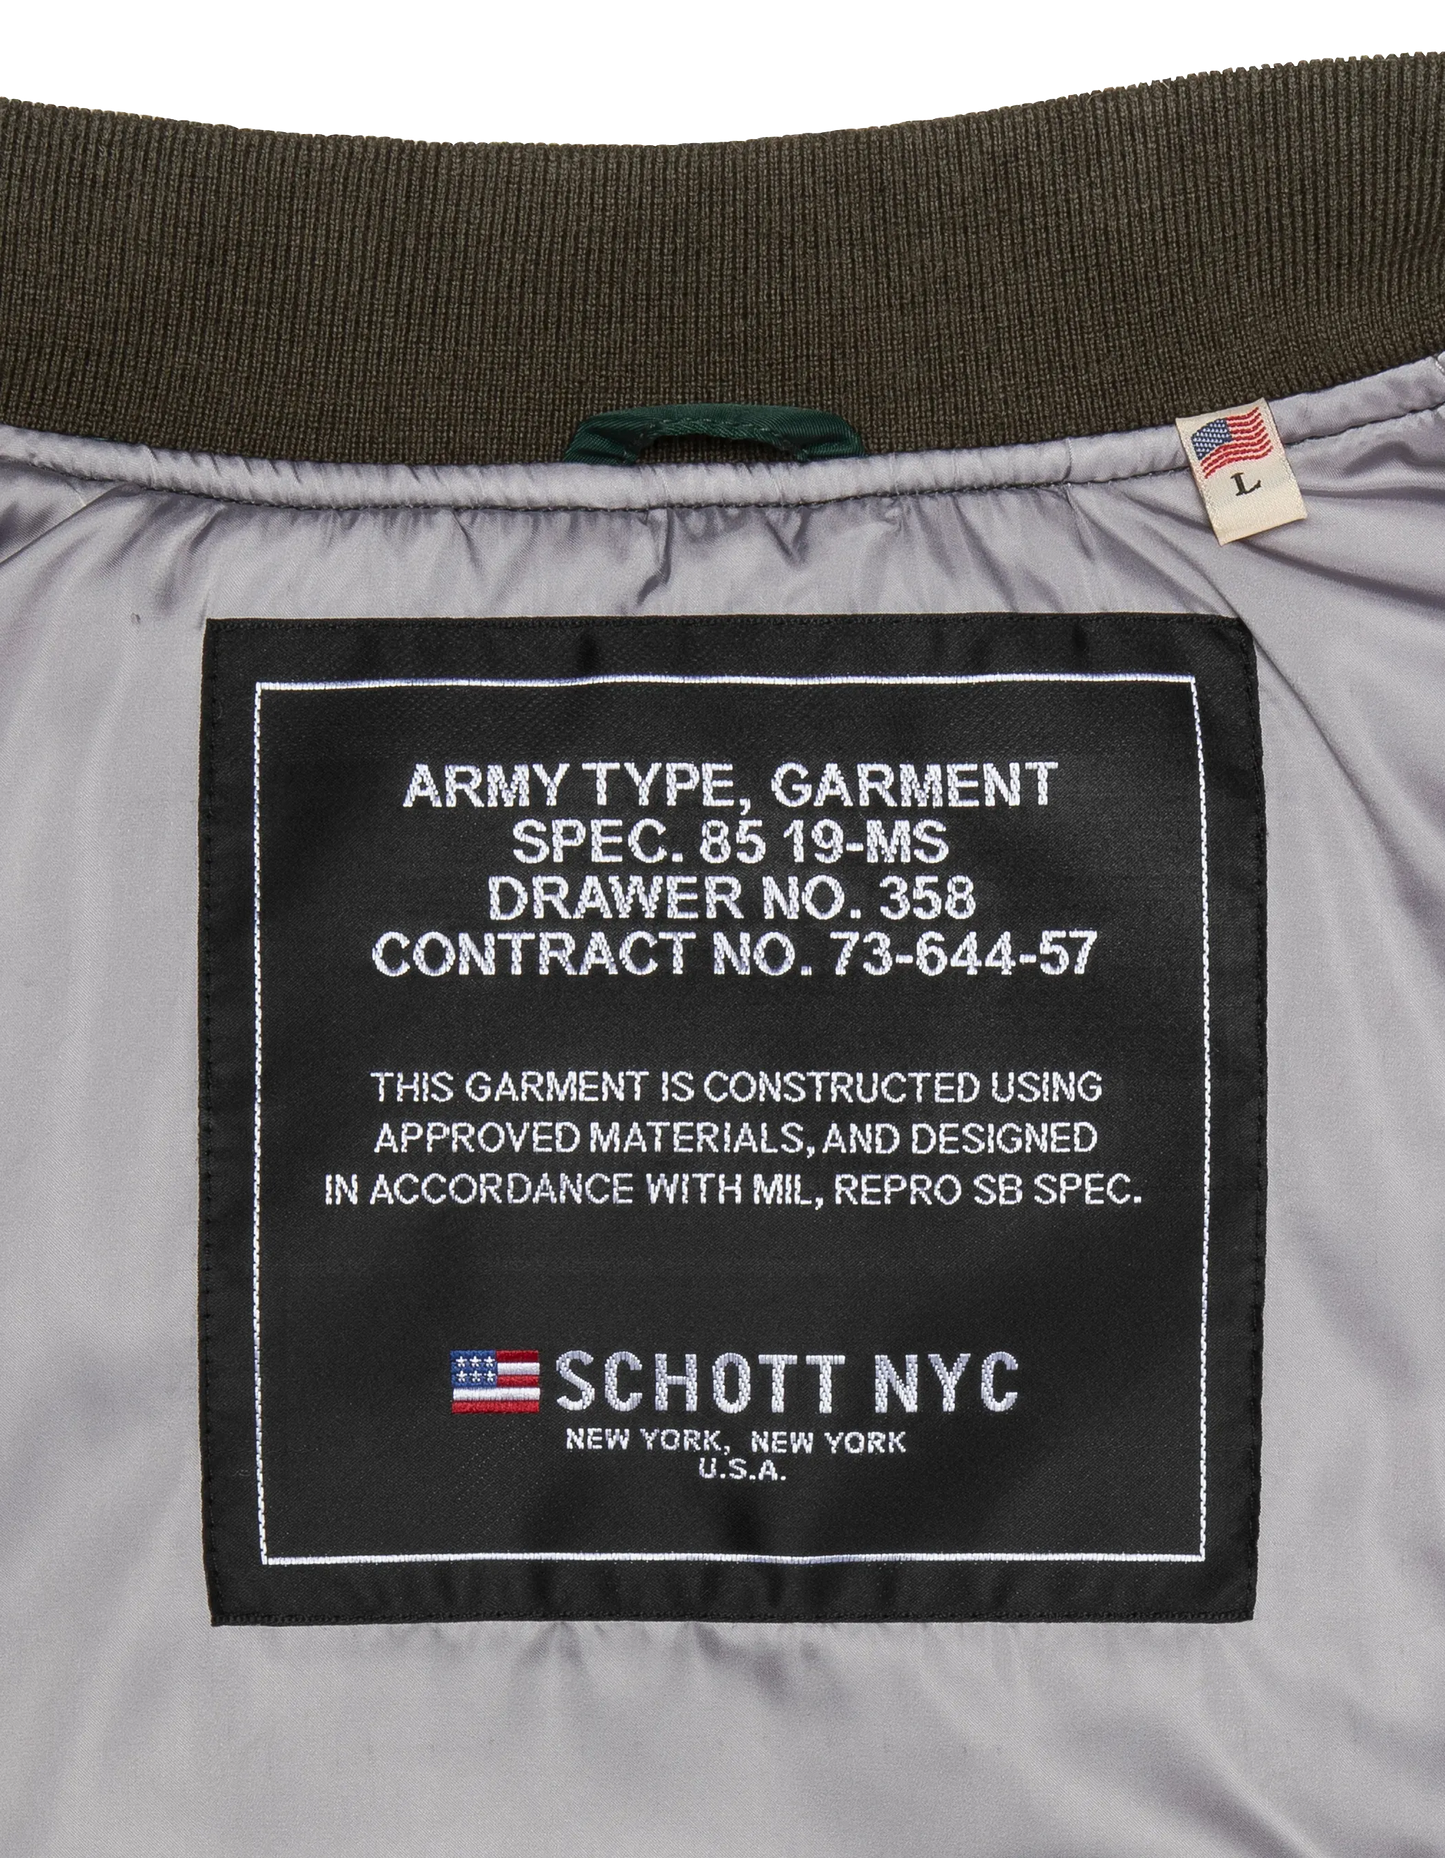 L
ARMY TYPE, GARMENT
SPEC. 85 19-MS
DRAWER NO. 358
CONTRACT NO. 73-644-57
THIS GARMENT IS CONSTRUCTED USING
APPROVED MATERIALS, AND DESIGNED
IN ACCORDANCE WITH MIL, REPRO SB SPEC.
SCHOTT NYC
NEW YORK, NEW YORK
U.S.A.